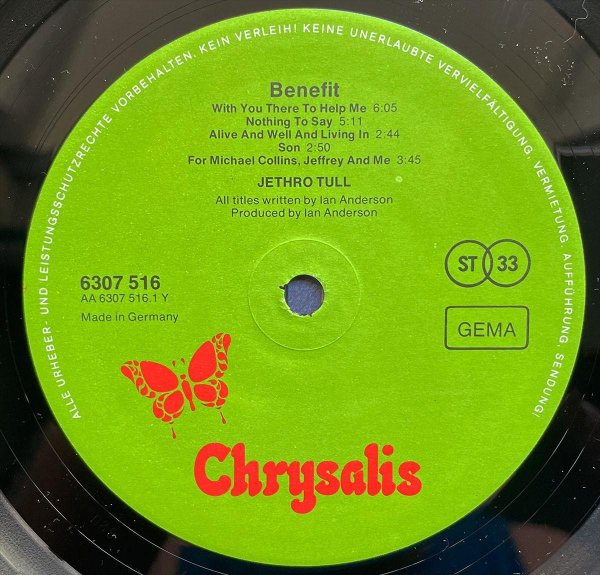 ALLE URHEBER- UND LEISTUNGSSCHUTZRECHTE VORBEHALTEN. KEIN VERLEIH! KEINE UNERLAUBTE VERVIELFÄLTIGUNG. VERMIETUNG. AUFFÜHRUNG. SENDUNG!
Benefit
With You There To Help Me 6:05
Nothing To Say 5:11
Alive And Well And Living In 2:44
Son 2:50
For Michael Collins, Jeffrey And Me 3:45
JETHRO TULL
All titles written by Ian Anderson
Produced by Ian Anderson
6307 516
AA 6307 516.1 Y
Made in Germany
ST 33
GEMA
Chrysalis